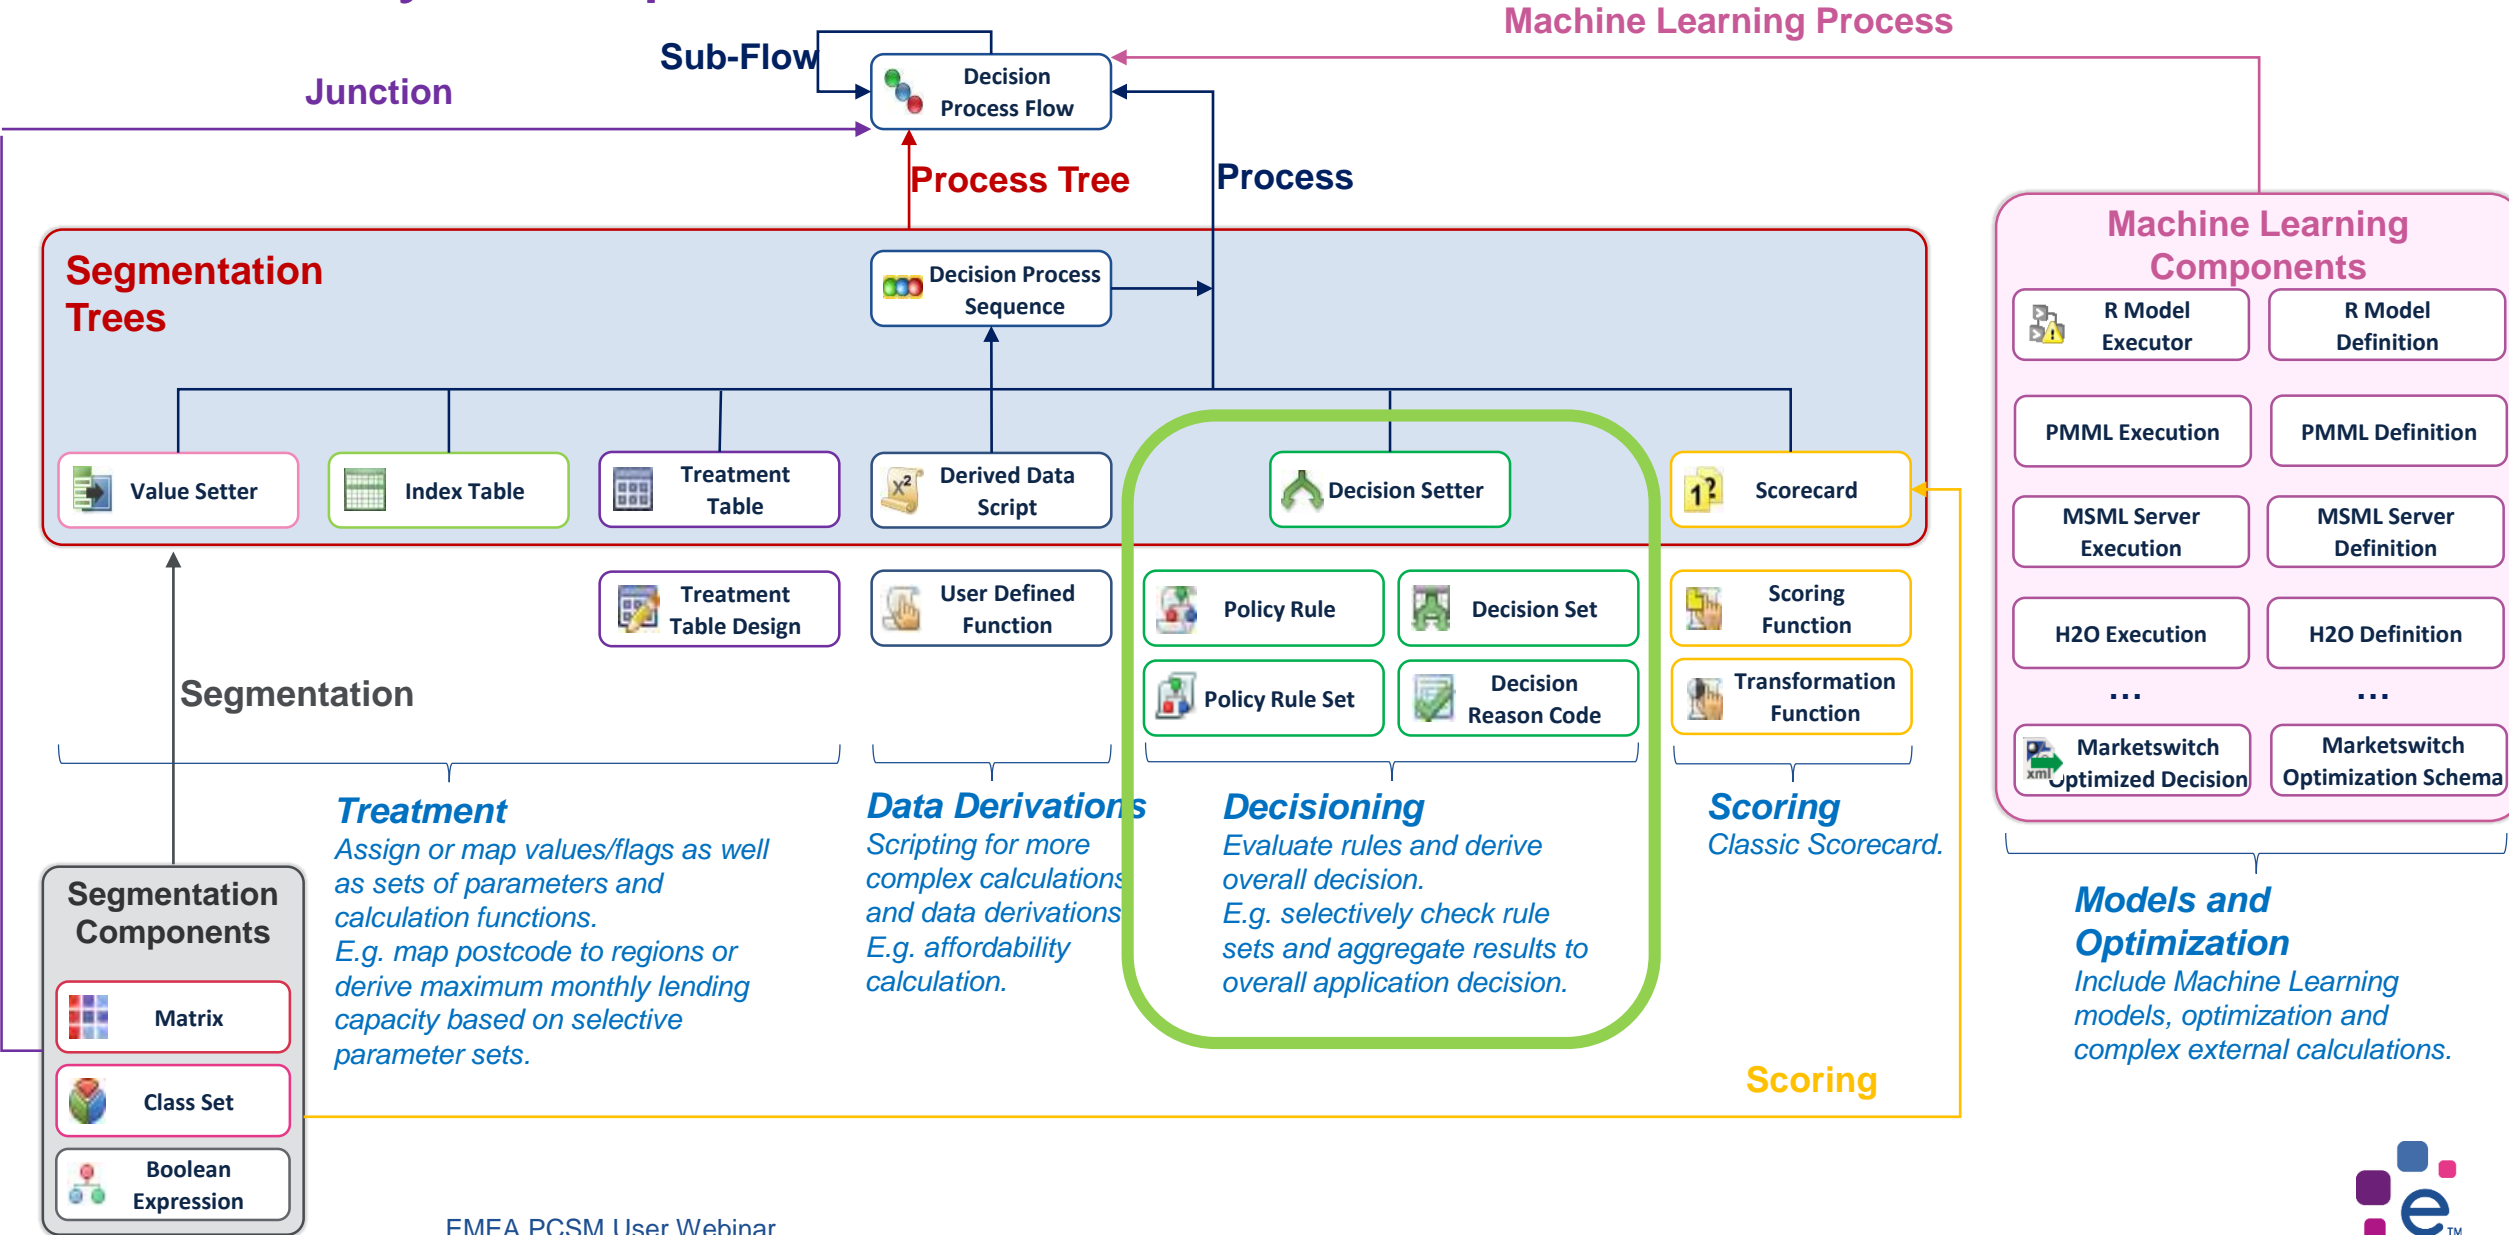 Machine Learning Process
Sub-Flow
Decision
Process Flow
Junction
Process Tree
Process
Segmentation
Trees
Decision Process
Sequence
Value Setter
Index Table
Treatment
Table
Derived Data
Script
Decision Setter
Scorecard
Treatment
Table Design
User Defined
Function
Policy Rule
Decision Set
Scoring
Function
Policy Rule Set
Decision
Reason Code
Transformation
Function
Segmentation
Machine Learning
Components
R Model
Executor
R Model
Definition
PMML Execution
PMML Definition
MSML Server
Execution
MSML Server
Definition
H2O Execution
H2O Definition
...
...
xml
Marketswitch
Optimized Decision
Marketswitch
Optimization Schema
Treatment
Assign or map values/flags as well
as sets of parameters and
calculation functions.
E.g. map postcode to regions or
derive maximum monthly lending
capacity based on selective
parameter sets.
Data Derivations
Scripting for more
complex calculations
and data derivations
E.g. affordability
calculation.
Decisioning
Evaluate rules and derive
overall decision.
E.g. selectively check rule
sets and aggregate results to
overall application decision.
Scoring
Classic Scorecard.
Models and
Optimization
Include Machine Learning
models, optimization and
complex external calculations.
Segmentation
Components
Matrix
Class Set
Boolean
Expression
Scoring
EMEA PCSM User Webinar
e TM